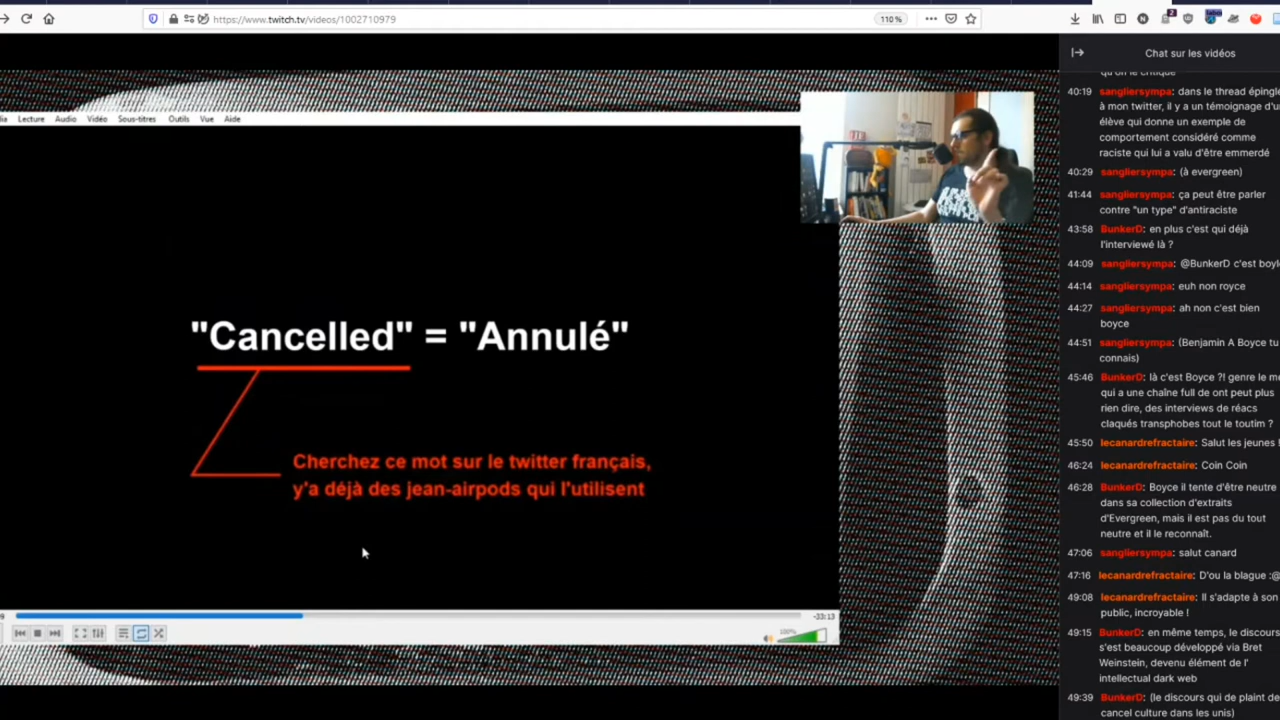 https://www.twitch.tv/videos/1002710979
110%
Lecture Audio Vidéo Sous-titres Outils Vue Aide
"Cancelled" = "Annulé"
Cherchez ce mot sur le twitter français,
y'a déjà des jean-airpods qui l'utilisent
-33:13
100%
Chat sur les vidéos
qu'on le critique
40:19 sangliersympa: dans le thread épingle
à mon twitter, il y a un témoignage d'u
élève qui donne un exemple de
comportement considéré comme
raciste qui lui a valu d'être emmerdé
40:29 sangliersympa: (à evergreen)
41:44 sangliersympa: ça peut être parler
contre "un type" d'antiraciste
43:58 BunkerD: en plus c'est qui déjà
l'interviewé là ?
44:09 sangliersympa: @BunkerD c'est boyl
44:14 sangliersympa: euh non royce
44:27 sangliersympa: ah non c'est bien
boyce
44:51 sangliersympa: (Benjamin A Boyce tu
connais)
45:46 BunkerD: là c'est Boyce ?! genre le m
qui a une chaîne full de ont peut plus
rien dire, des interviews de réacs
claqués transphobes tout le toutim ?
45:50 lecanardrefractaire: Salut les jeunes !
46:24 lecanardrefractaire: Coin Coin
46:28 BunkerD: Boyce il tente d'être neutre
dans sa collection d'extraits
d'Evergreen, mais il est pas du tout
neutre et il le reconnaît.
47:06 sangliersympa: salut canard
47:16 lecanardrefractaire: D'ou la blague :@
49:08 lecanardrefractaire: Il s'adapte à son
public, incroyable !
49:15 BunkerD: en même temps, le discours
s'est beaucoup développé via Bret
Weinstein, devenu élément de l'
intellectual dark web
49:39 BunkerD: (le discours qui de plaint de
cancel culture dans les unis)